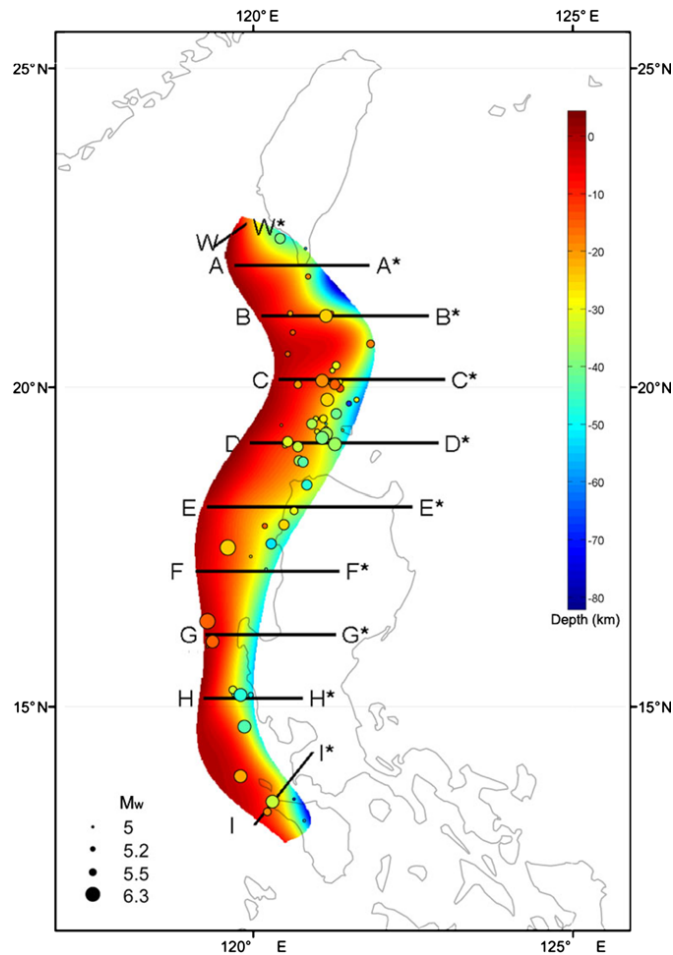 120° E 125° E
25°N 25°N
0
-10
-20
-30
-40
-50
-60
-70
-80
Depth (km)
W W*
A A*
B B*
20°N 20°N
C C*
D D*
E E*
F F*
G G*
15°N 15°N
H H*
I*
I
Mw
5
5.2
5.5
6.3
120° E 125° E